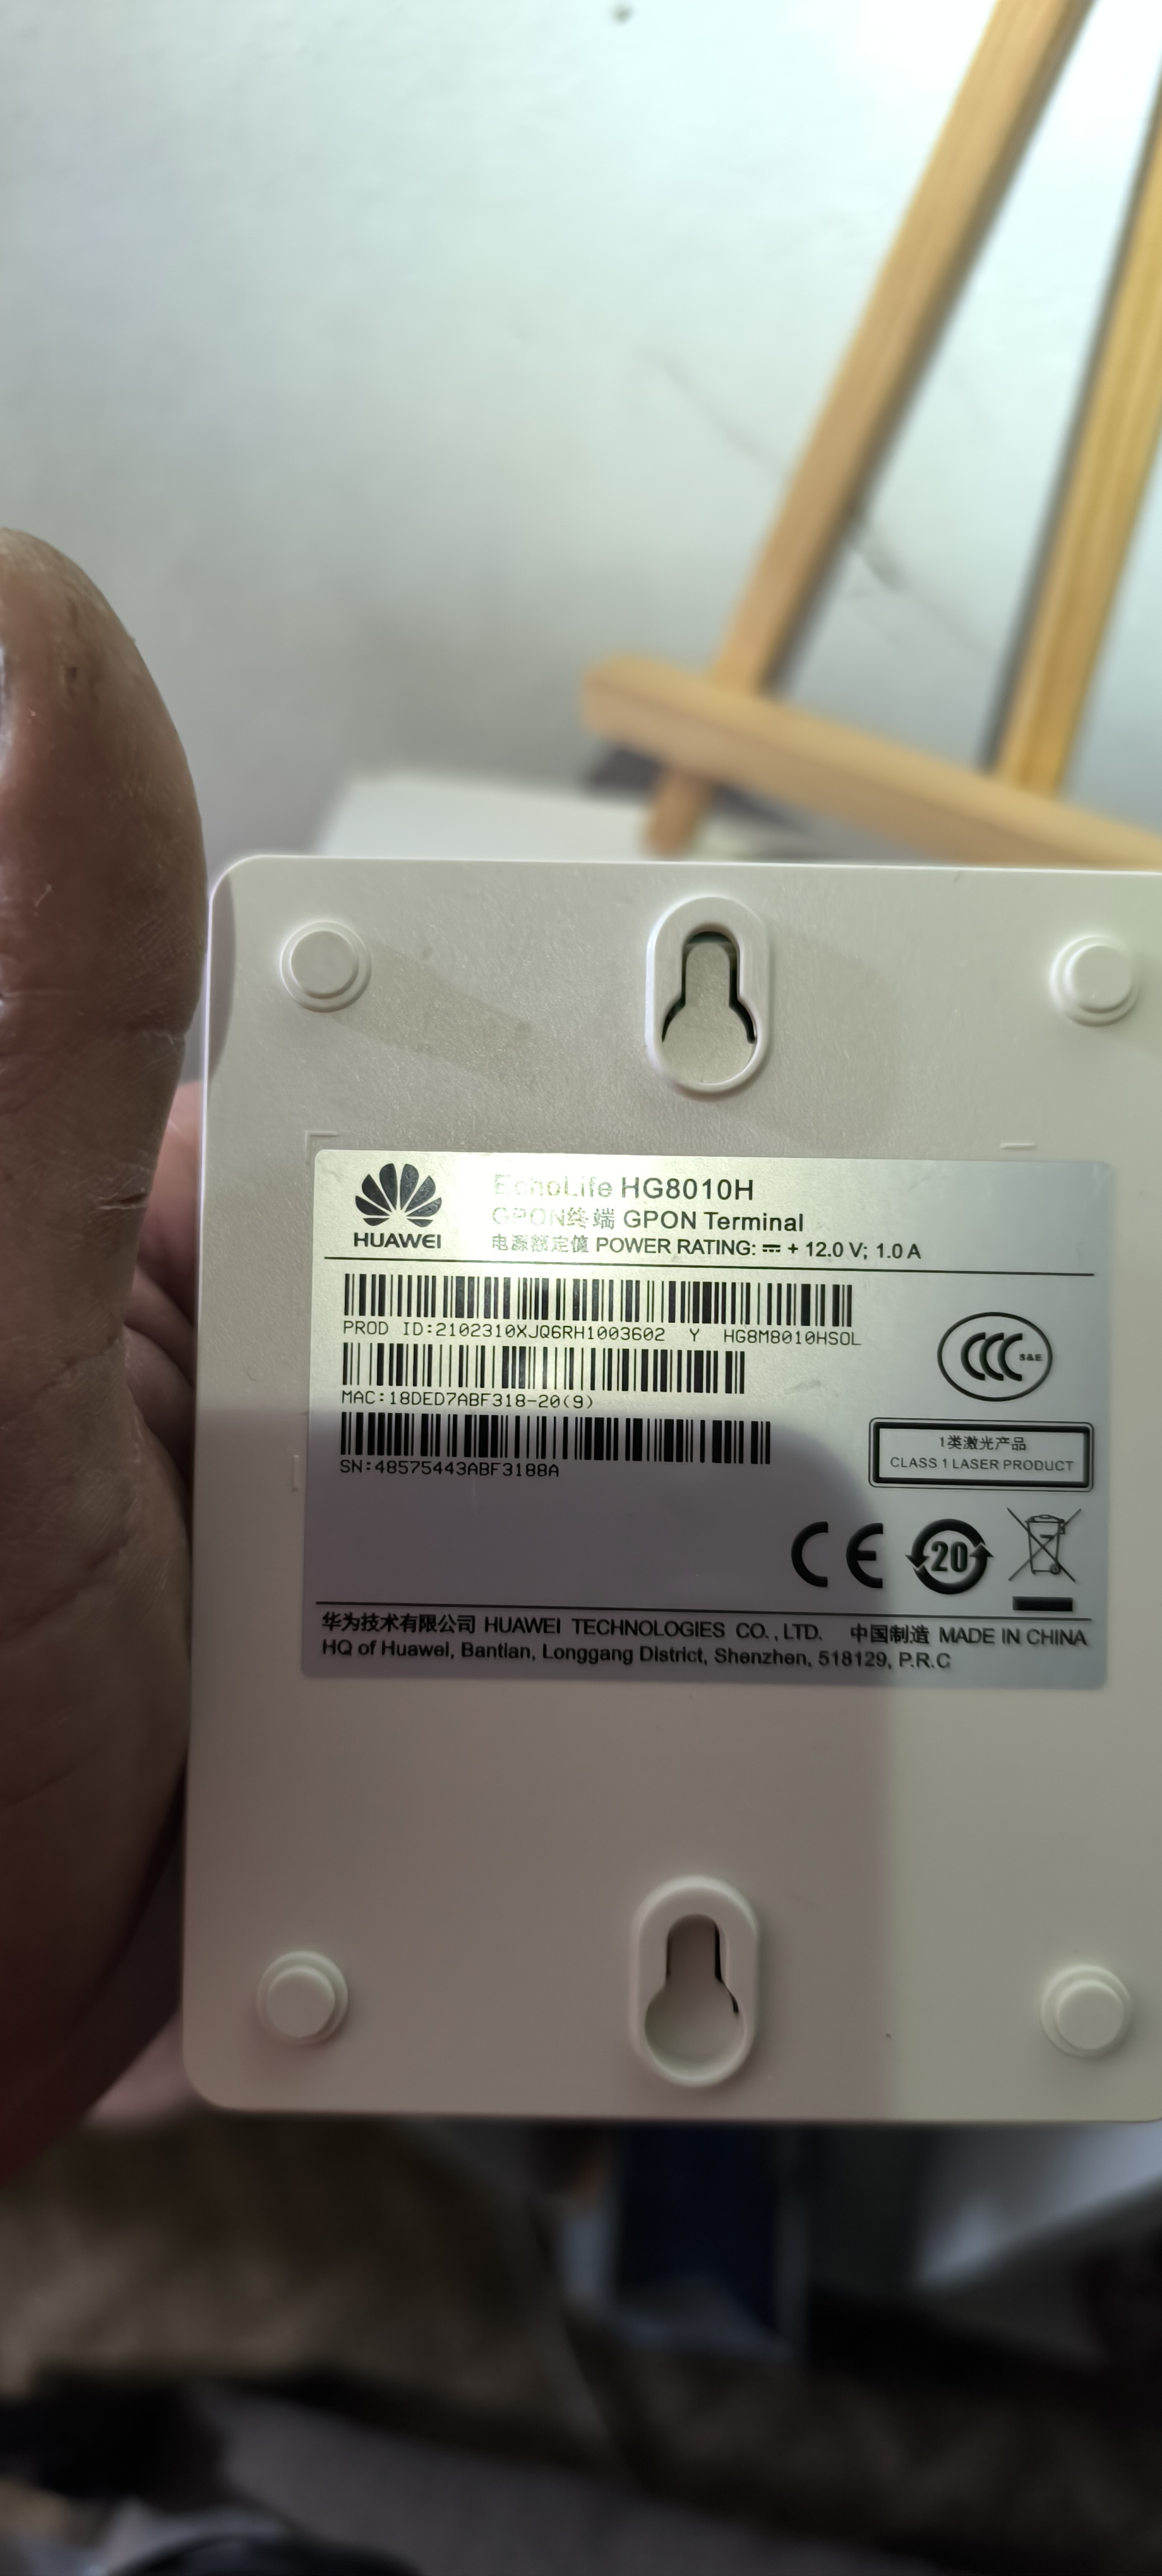 HUAWEI
EchoLife HG8010H
GPON终端 GPON Terminal
电源额定值 POWER RATING: ⎓ + 12.0 V; 1.0 A
PROD ID:2102310XJQ6RH1003602 Y HG8M8010HSOL
MAC:18DED7ABF318-20(9)
SN:48575443ABF3188A
CCC S&E
1类激光产品
CLASS 1 LASER PRODUCT
CE 20
华为技术有限公司 HUAWEI TECHNOLOGIES CO.,LTD. 中国制造 MADE IN CHINA
HQ of Huawei, Bantian, Longgang District, Shenzhen, 518129, P.R.C